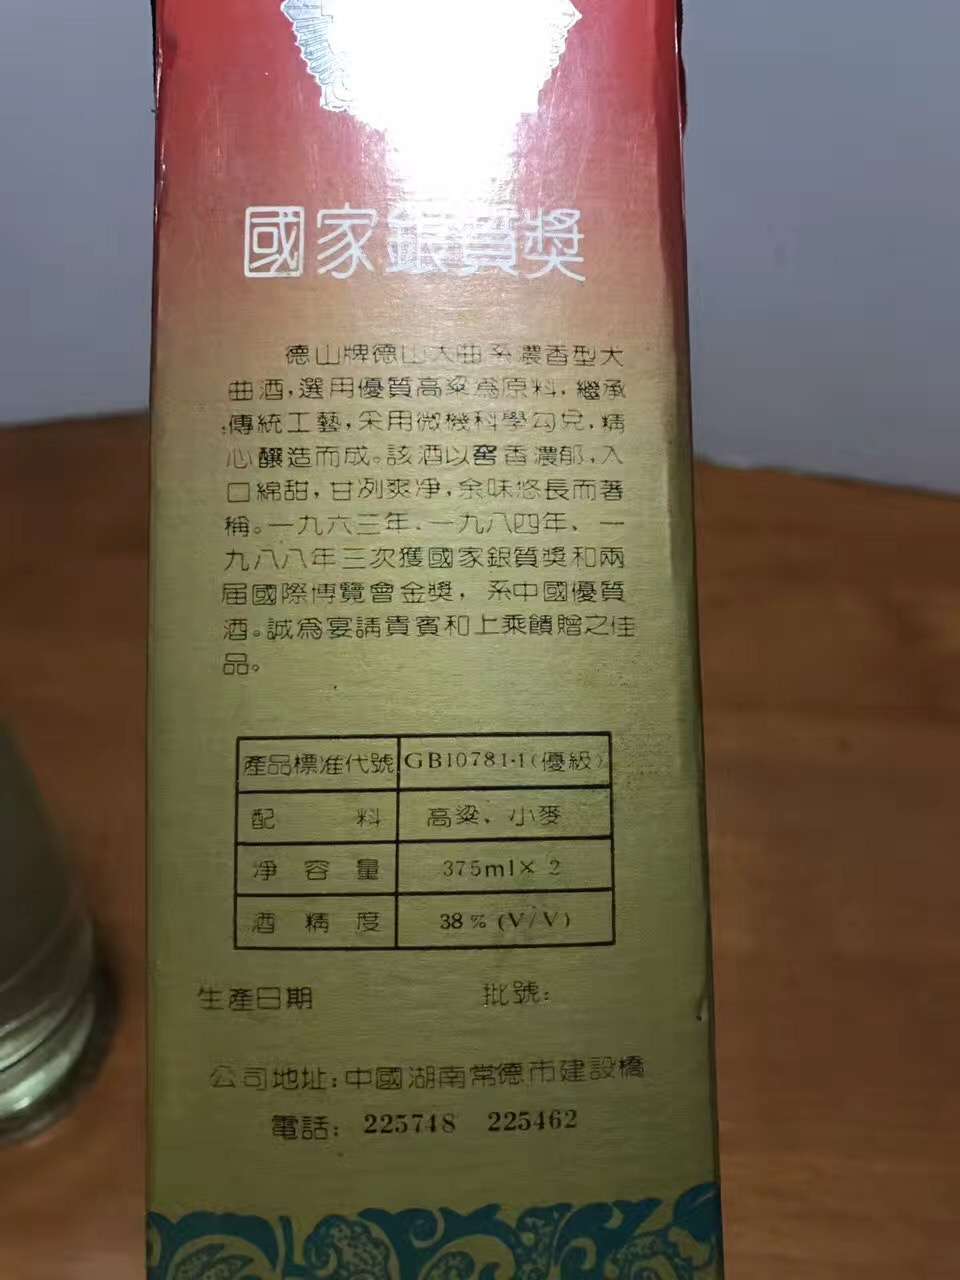 國家銀質獎
德山牌德山大曲系濃香型大
曲酒,選用優質高粱爲原料,繼承
傳統工藝,采用微機科學勾兑,精
心釀造而成。該酒以窖香濃郁,入
口綿甜,甘冽爽净,余味悠長而著
稱。一九六三年、一九八四年、一
九八八年三次獲國家銀質獎和兩
届國際博覽會金獎,系中國優質
酒。誠爲宴請貴賓和上乘饋贈之佳
品。
產品標准代號 GB10781·1(優級)
配料 高粱、小麥
净容量 375ml×2
酒精度 38%(V/V)
生產日期 批號:
公司地址:中國湖南常德市建設橋
電話: 225748 225462